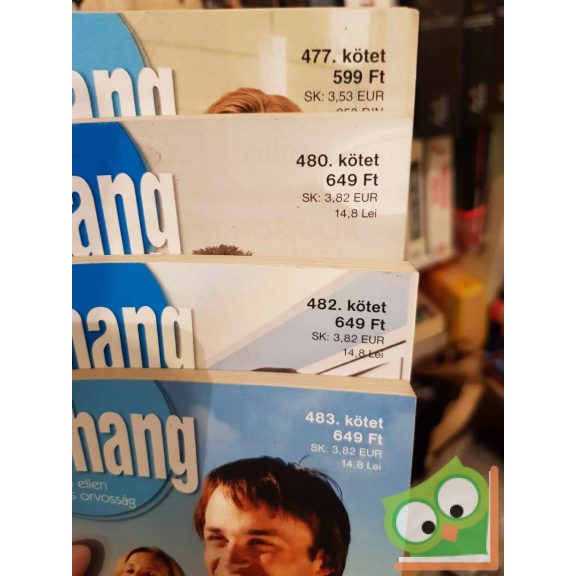 477. kötet
599 Ft
SK: 3,53 EUR
ang
480. kötet
649 Ft
SK: 3,82 EUR
14,8 Lei
ang
482. kötet
649 Ft
SK: 3,82 EUR
14,8 Lei
hang
483. kötet
649 Ft
SK: 3,82 EUR
14,8 Lei
hang
ellen
s orvosság